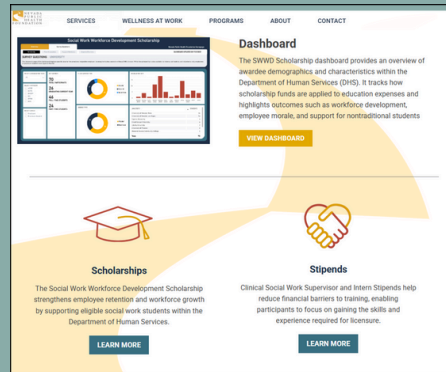 SERVICES WELLNESS AT WORK PROGRAMS ABOUT CONTACT
Social Work Workforce Development Scholarship
Dashboard
The SWWD Scholarship dashboard provides an overview of
awardee demographics and characteristics within the
Department of Human Services (DHS). It tracks how
scholarship funds are applied to education expenses and
highlights outcomes such as workforce development,
employee morale, and support for nontraditional students
VIEW DASHBOARD
Scholarships
The Social Work Workforce Development Scholarship
strengthens employee retention and workforce growth
by supporting eligible social work students within the
Department of Human Services.
LEARN MORE
Stipends
Clinical Social Work Supervisor and Intern Stipends help
reduce financial barriers to training, enabling
participants to focus on gaining the skills and
experience required for licensure.
LEARN MORE